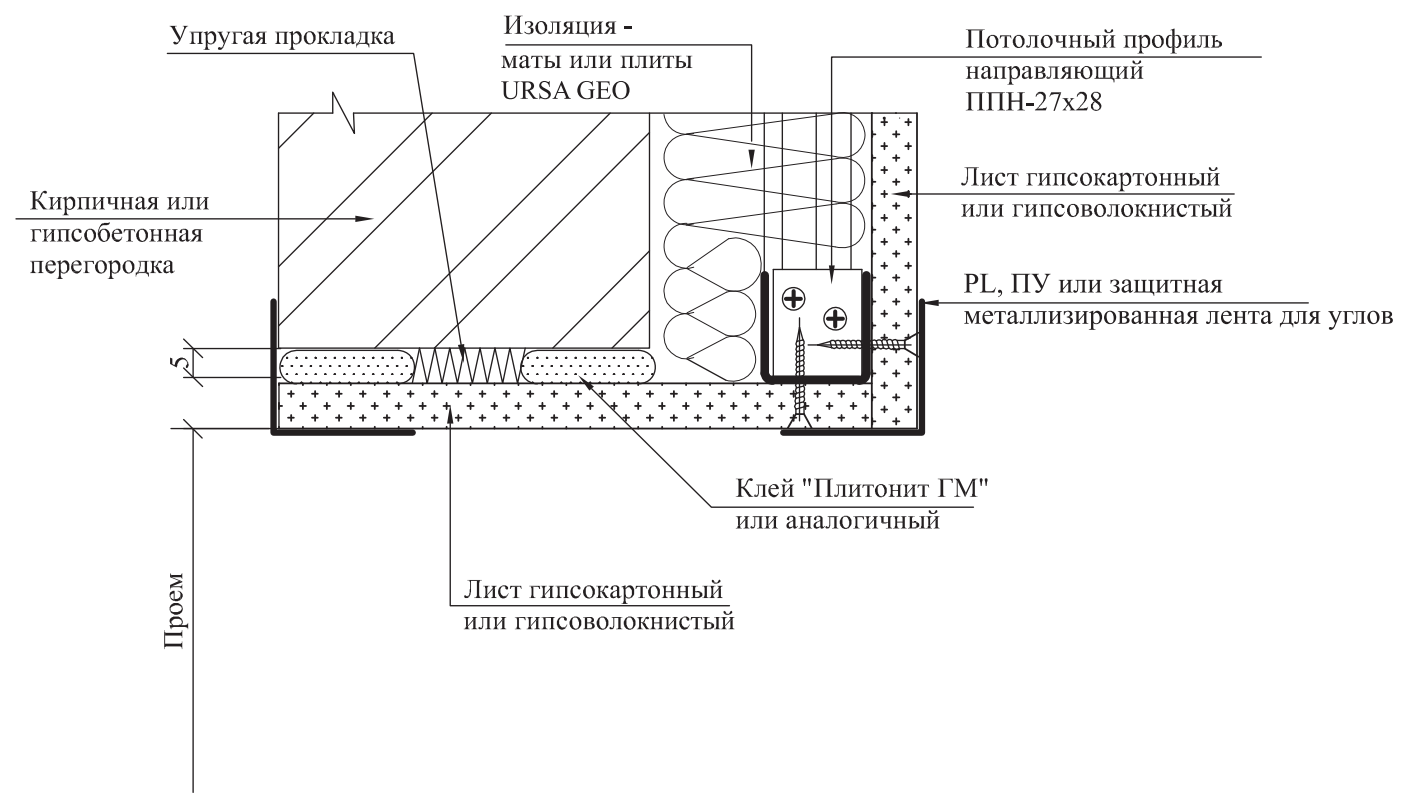 Упругая прокладка
Изоляция -
маты или плиты
URSA GEO
Потолочный профиль
направляющий
ППН-27х28
Лист гипсокартонный
или гипсоволокнистый
Кирпичная или
гипсобетонная
перегородка
PL, ПУ или защитная
металлизированная лента для углов
5
Клей "Плитонит ГМ"
или аналогичный
Лист гипсокартонный
или гипсоволокнистый
Проем